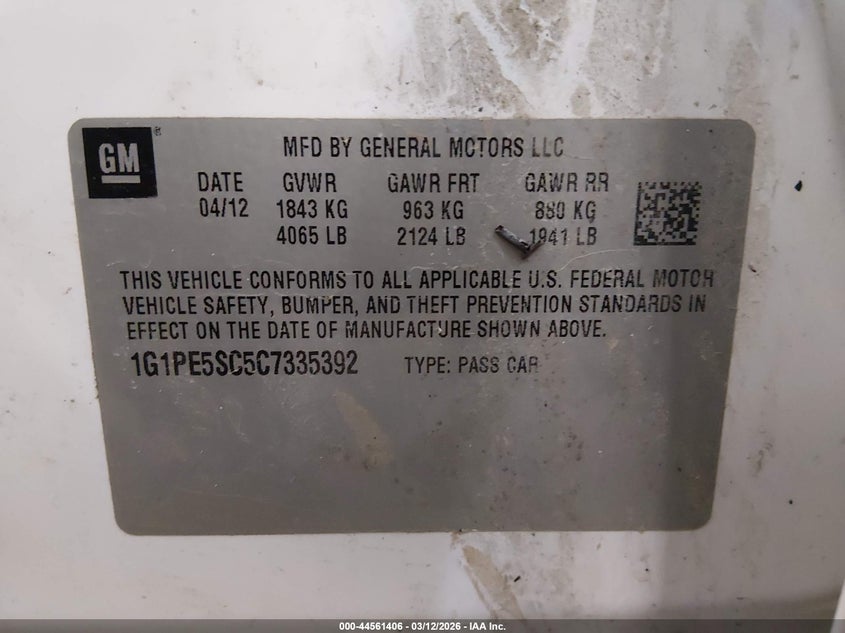 GM
MFD BY GENERAL MOTORS LLC
DATE GVWR GAWR FRT GAWR RR
04/12 1843 KG 963 KG 880 KG
4065 LB 2124 LB 1941 LB
THIS VEHICLE CONFORMS TO ALL APPLICABLE U.S. FEDERAL MOTOR
VEHICLE SAFETY, BUMPER, AND THEFT PREVENTION STANDARDS IN
EFFECT ON THE DATE OF MANUFACTURE SHOWN ABOVE.
1G1PE5SC5C7335392 TYPE: PASS CAR
000-44561406 - 03/12/2026 - IAA Inc.